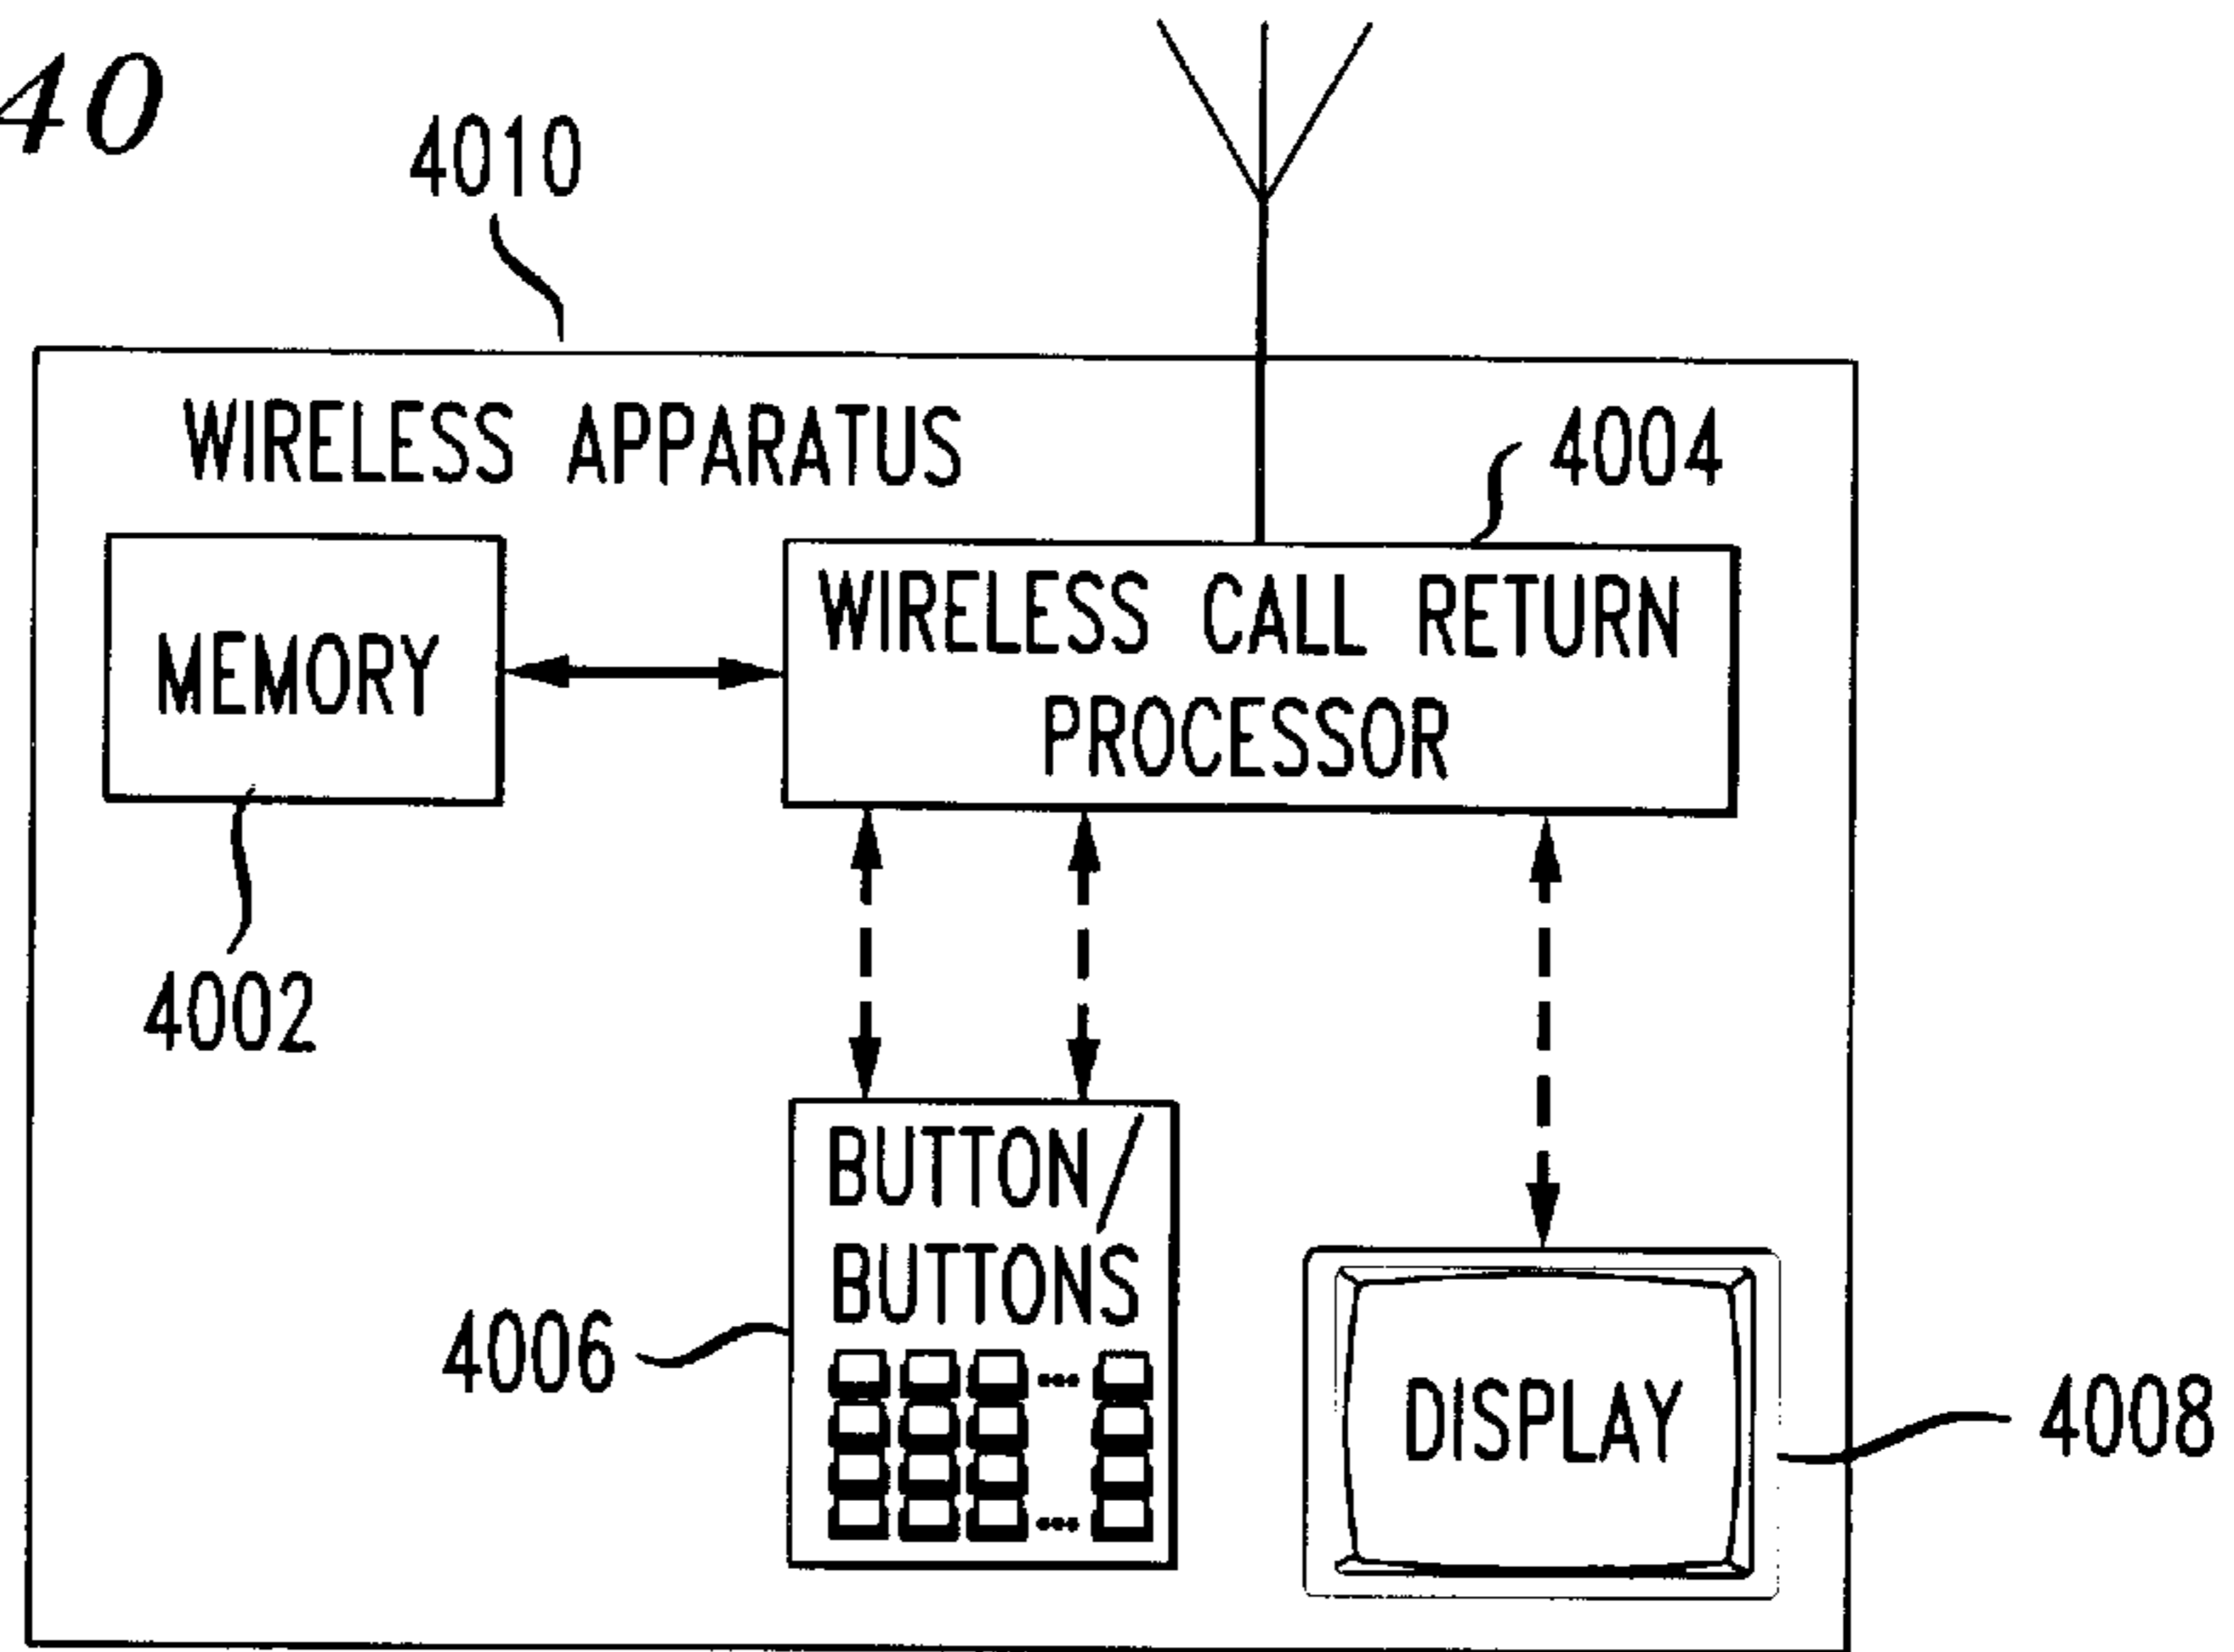 40
4010
WIRELESS APPARATUS
4004
MEMORY
WIRELESS CALL RETURN
PROCESSOR
4002
BUTTON/
BUTTONS
4006
DISPLAY
4008